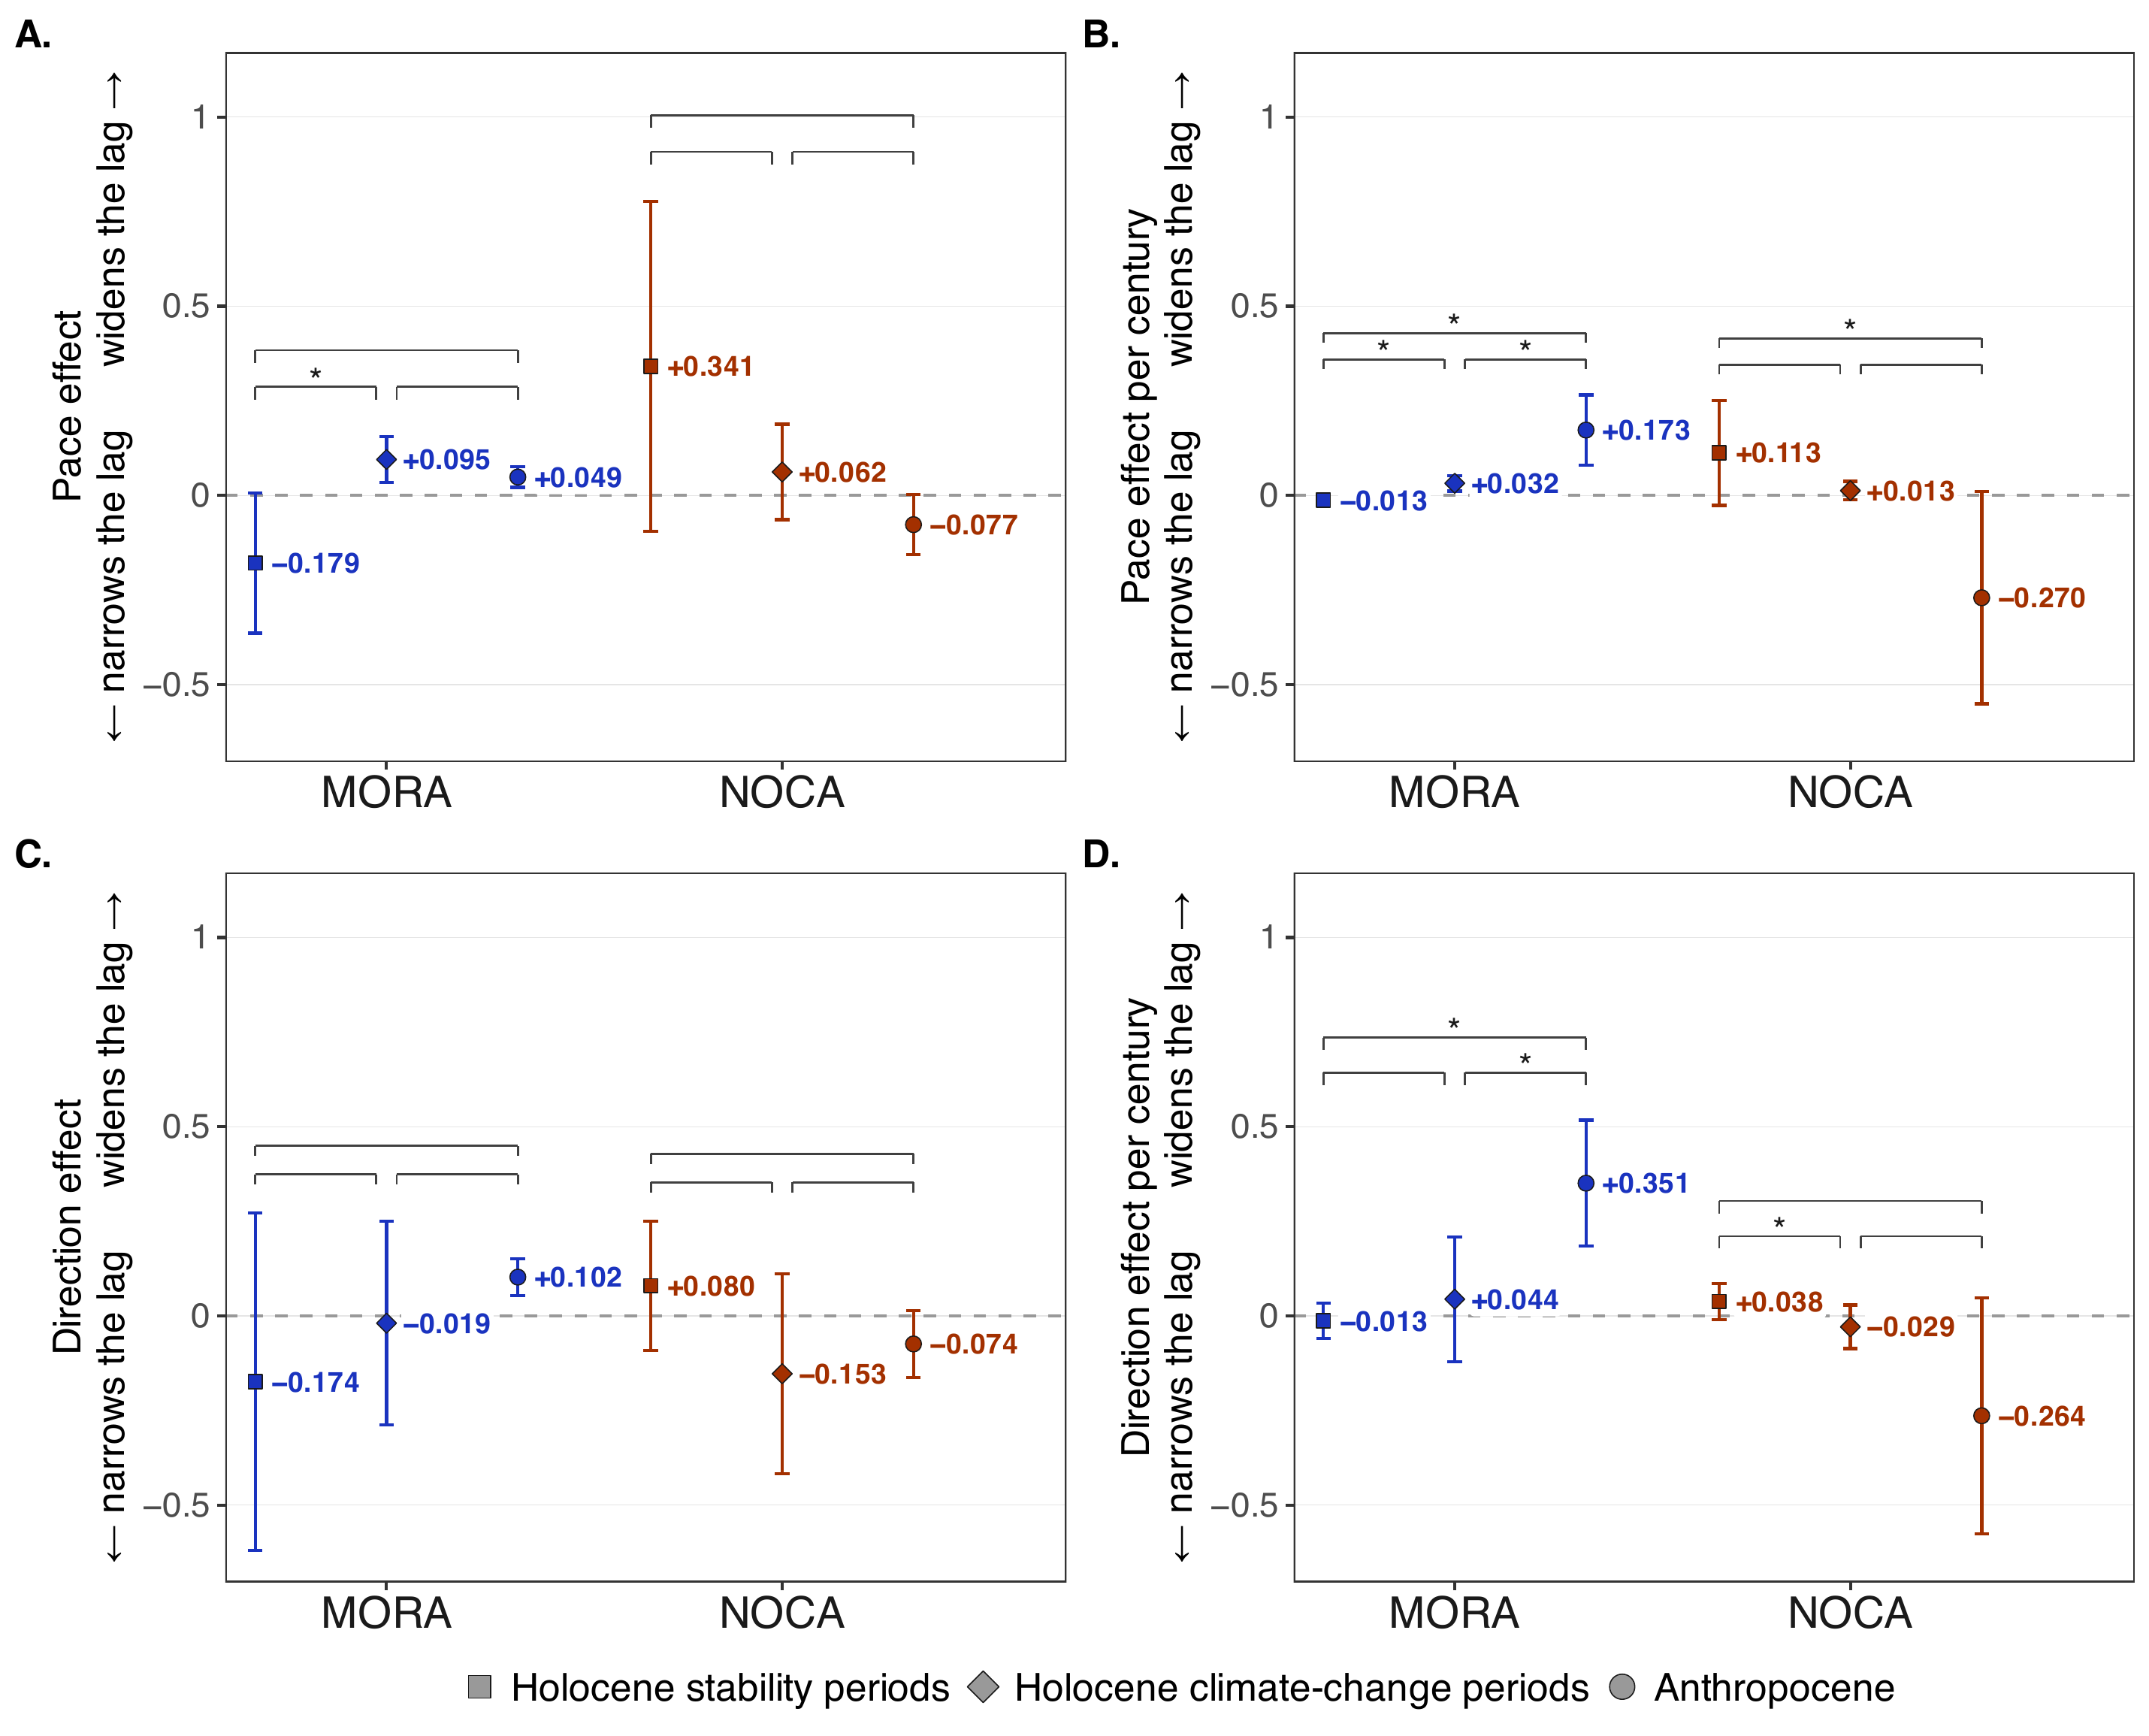 A.
Pace effect
← narrows the lag widens the lag →
1
0.5
0
−0.5
*
−0.179
+0.095
+0.049
+0.341
+0.062
−0.077
MORA NOCA
B.
Pace effect per century
← narrows the lag widens the lag →
1
0.5
0
−0.5
*
* *
*
−0.013
+0.032
+0.173
+0.113
+0.013
−0.270
MORA NOCA
C.
Direction effect
← narrows the lag widens the lag →
1
0.5
0
−0.5
−0.174
−0.019
+0.102
+0.080
−0.153
−0.074
MORA NOCA
D.
Direction effect per century
← narrows the lag widens the lag →
1
0.5
0
−0.5
*
*
*
−0.013
+0.044
+0.351
+0.038
−0.029
−0.264
MORA NOCA
Holocene stability periods Holocene climate-change periods Anthropocene